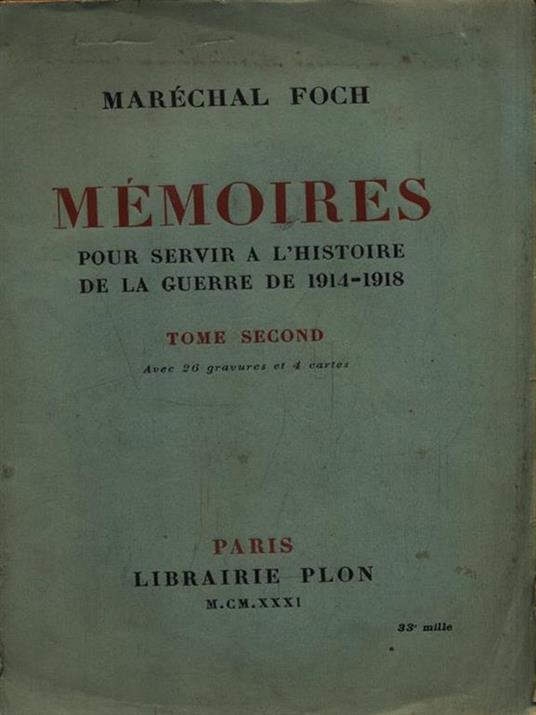 MARÉCHAL FOCH
MÉMOIRES
POUR SERVIR A L'HISTOIRE
DE LA GUERRE DE 1914-1918
TOME SECOND
Avec 26 gravures et 4 cartes
PARIS
LIBRAIRIE PLON
M.CM.XXXI
33e mille